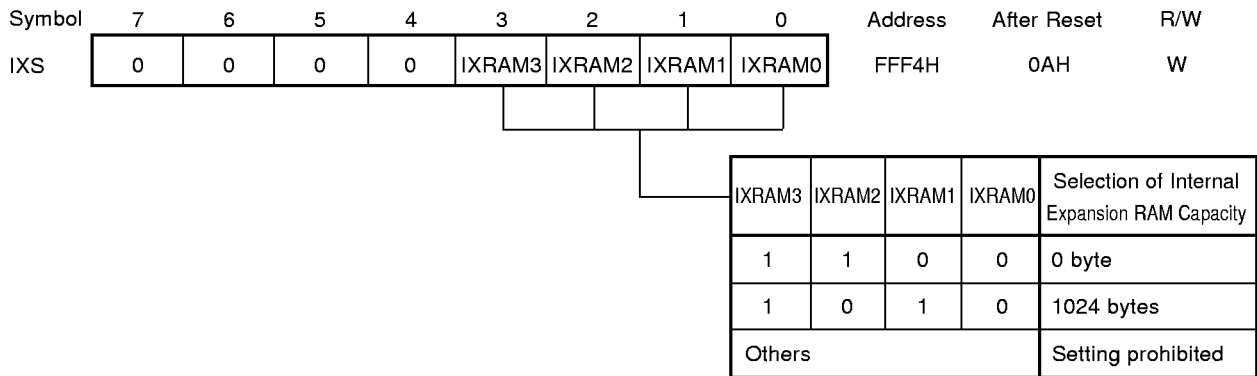 Symbol 7 6 5 4 3 2 1 0 Address After Reset R/W
IXS 0 0 0 0 IXRAM3 IXRAM2 IXRAM1 IXRAM0 FFF4H 0AH W
IXRAM3 IXRAM2 IXRAM1 IXRAM0 Selection of Internal
Expansion RAM Capacity
1 1 0 0 0 byte
1 0 1 0 1024 bytes
Others Setting prohibited